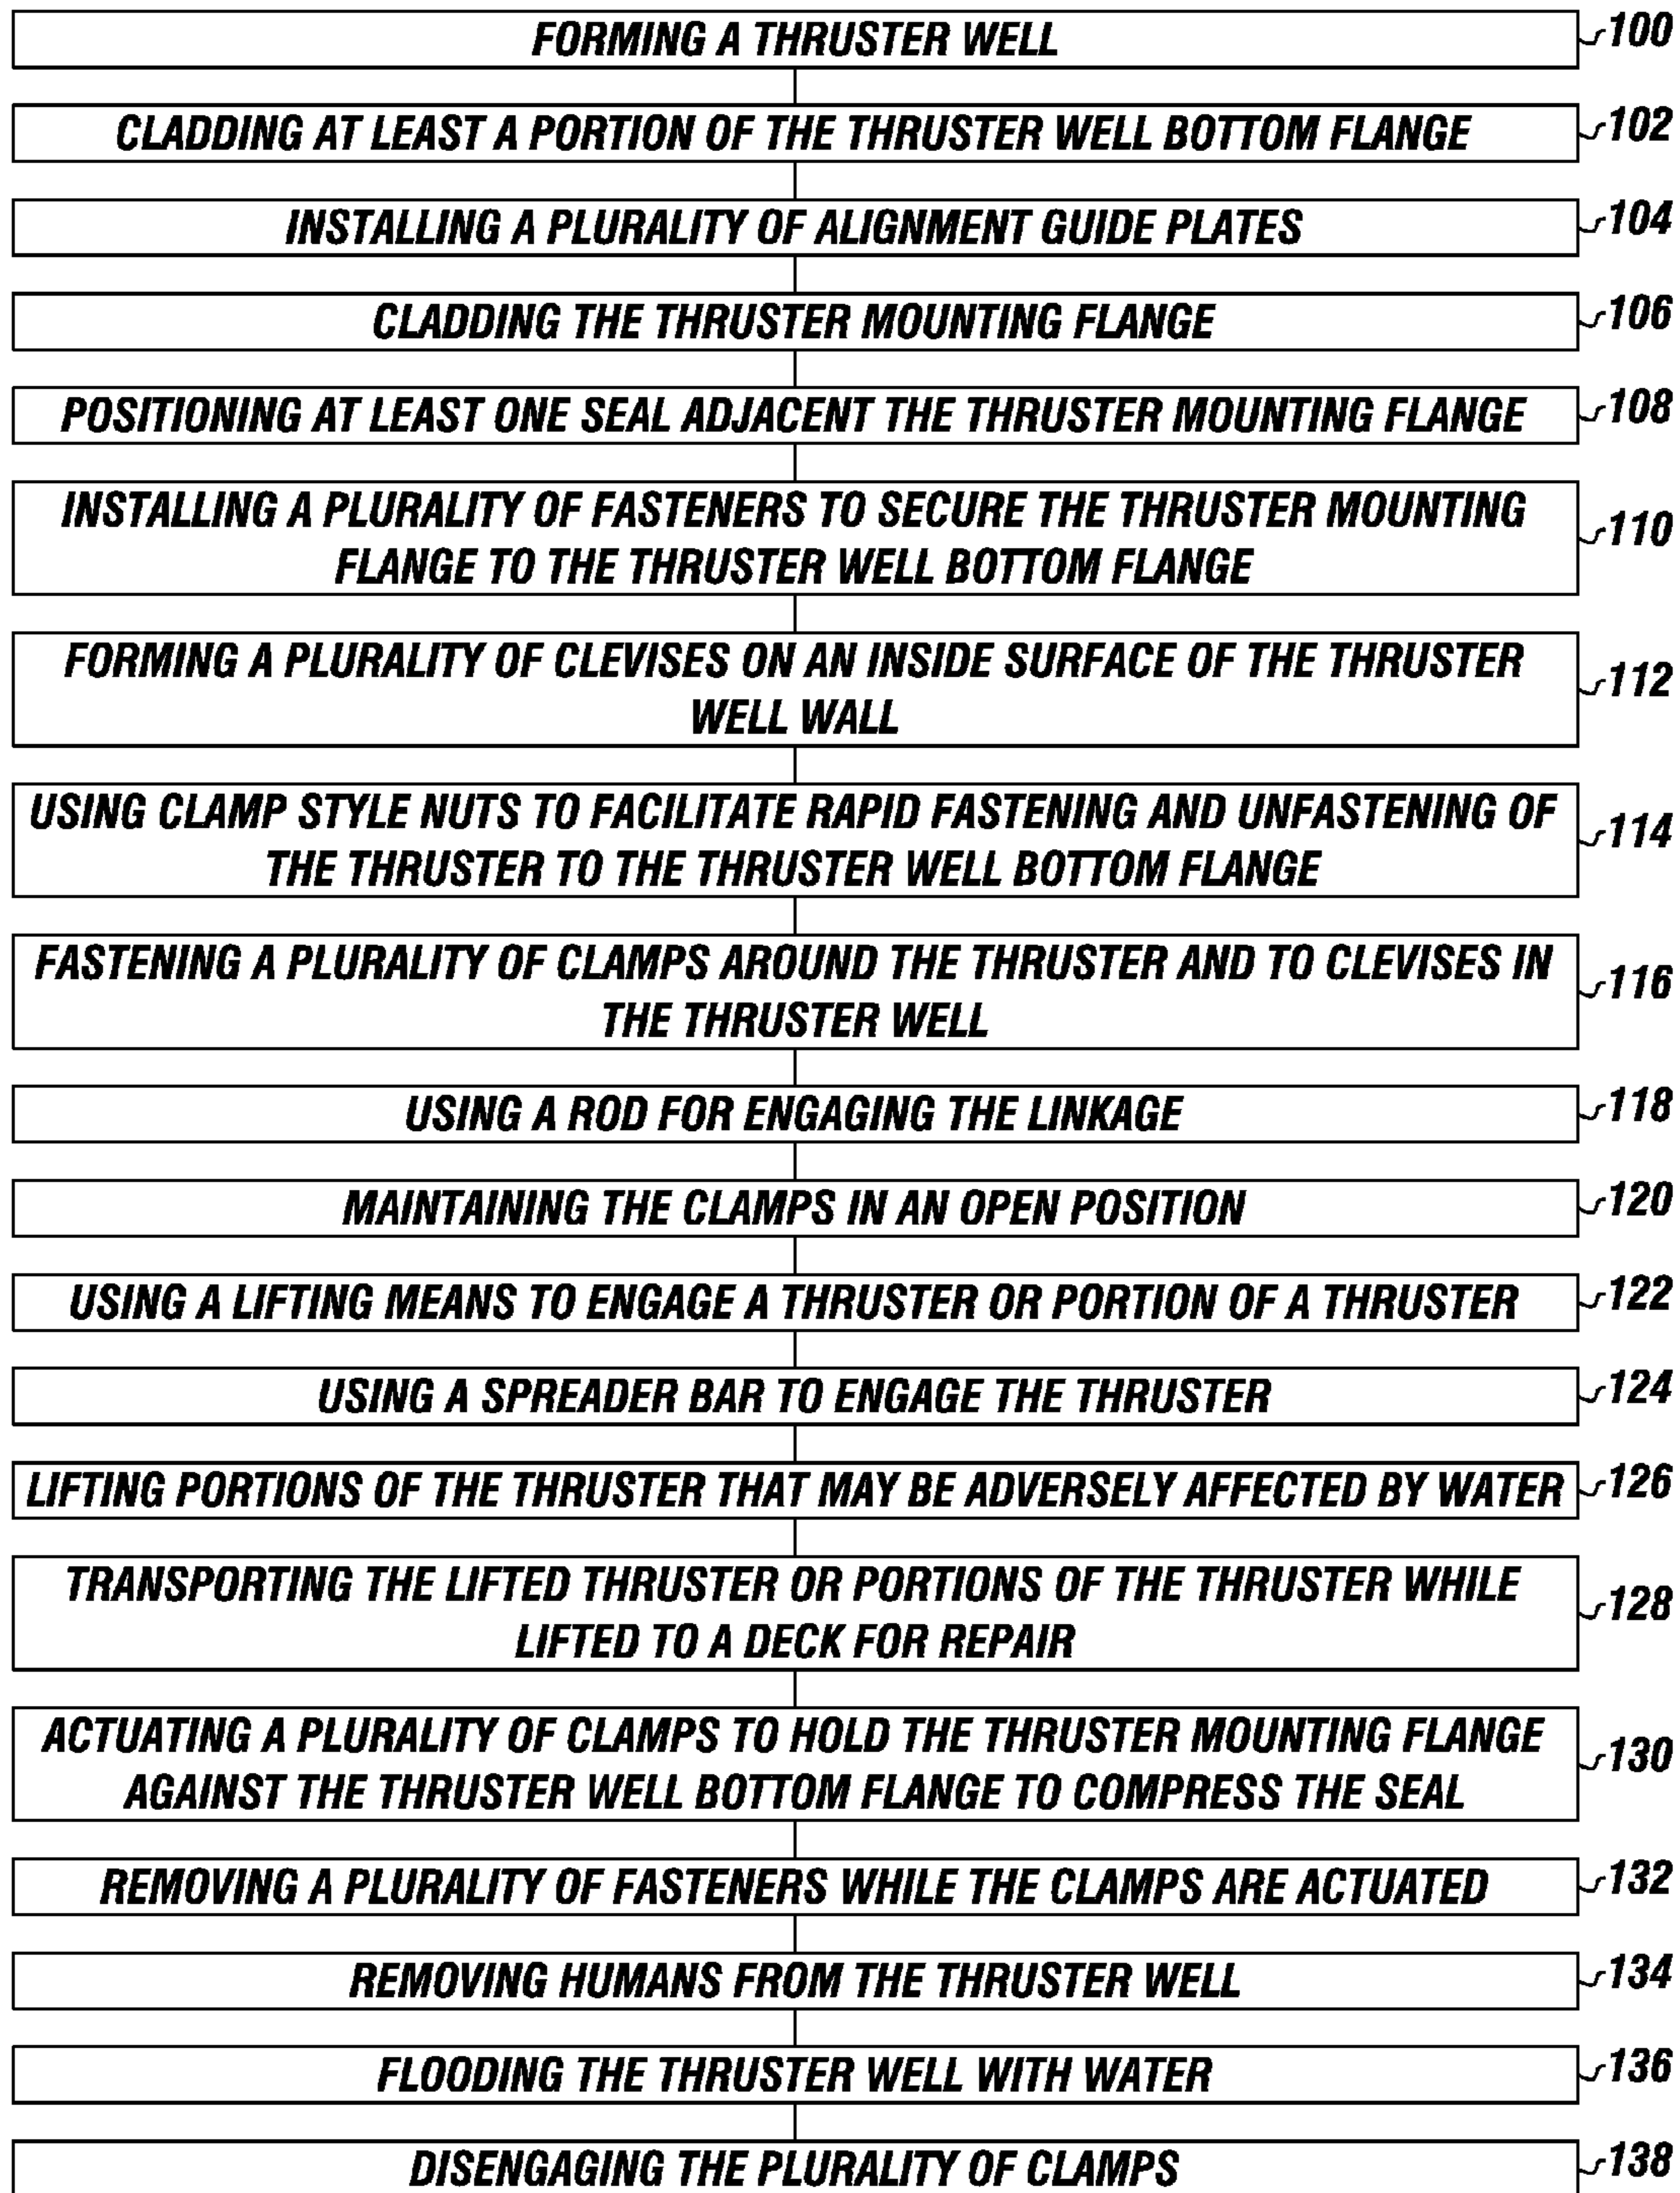 FORMING A THRUSTER WELL 100
CLADDING AT LEAST A PORTION OF THE THRUSTER WELL BOTTOM FLANGE 102
INSTALLING A PLURALITY OF ALIGNMENT GUIDE PLATES 104
CLADDING THE THRUSTER MOUNTING FLANGE 106
POSITIONING AT LEAST ONE SEAL ADJACENT THE THRUSTER MOUNTING FLANGE 108
INSTALLING A PLURALITY OF FASTENERS TO SECURE THE THRUSTER MOUNTING
FLANGE TO THE THRUSTER WELL BOTTOM FLANGE 110
FORMING A PLURALITY OF CLEVISES ON AN INSIDE SURFACE OF THE THRUSTER
WELL WALL 112
USING CLAMP STYLE NUTS TO FACILITATE RAPID FASTENING AND UNFASTENING OF
THE THRUSTER TO THE THRUSTER WELL BOTTOM FLANGE 114
FASTENING A PLURALITY OF CLAMPS AROUND THE THRUSTER AND TO CLEVISES IN
THE THRUSTER WELL 116
USING A ROD FOR ENGAGING THE LINKAGE 118
MAINTAINING THE CLAMPS IN AN OPEN POSITION 120
USING A LIFTING MEANS TO ENGAGE A THRUSTER OR PORTION OF A THRUSTER 122
USING A SPREADER BAR TO ENGAGE THE THRUSTER 124
LIFTING PORTIONS OF THE THRUSTER THAT MAY BE ADVERSELY AFFECTED BY WATER 126
TRANSPORTING THE LIFTED THRUSTER OR PORTIONS OF THE THRUSTER WHILE
LIFTED TO A DECK FOR REPAIR 128
ACTUATING A PLURALITY OF CLAMPS TO HOLD THE THRUSTER MOUNTING FLANGE
AGAINST THE THRUSTER WELL BOTTOM FLANGE TO COMPRESS THE SEAL 130
REMOVING A PLURALITY OF FASTENERS WHILE THE CLAMPS ARE ACTUATED 132
REMOVING HUMANS FROM THE THRUSTER WELL 134
FLOODING THE THRUSTER WELL WITH WATER 136
DISENGAGING THE PLURALITY OF CLAMPS 138